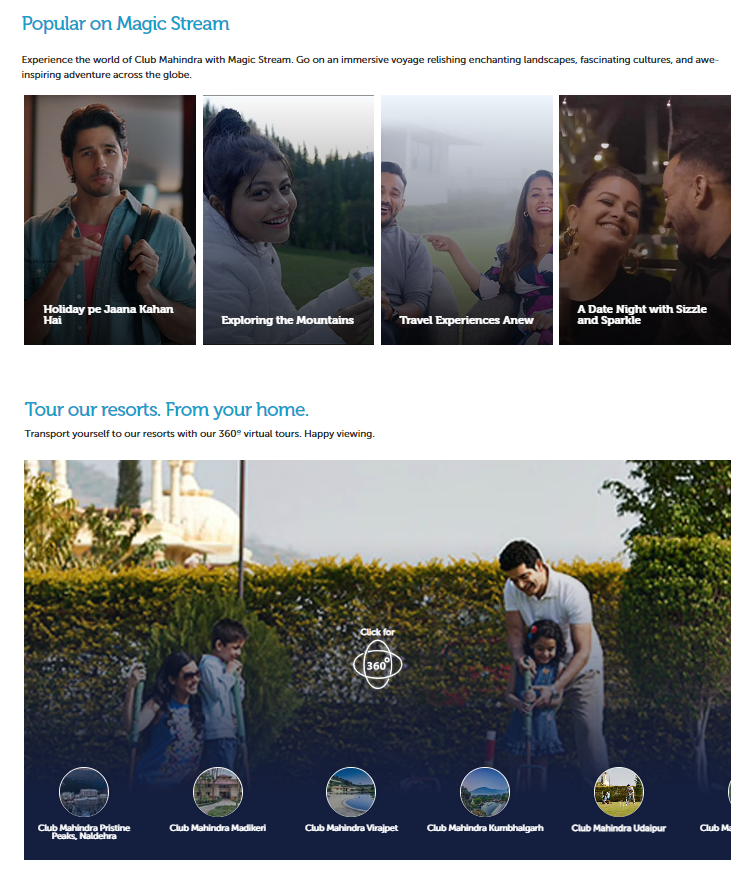 Popular on Magic Stream
Experience the world of Club Mahindra with Magic Stream. Go on an immersive voyage relishing enchanting landscapes, fascinating cultures, and awe-
inspiring adventure across the globe.
Holiday pe Jaana Kahan
Hai
Exploring the Mountains
Travel Experiences Anew
A Date Night with Sizzle
and Sparkle
Tour our resorts. From your home.
Transport yourself to our resorts with our 360° virtual tours. Happy viewing.
Click for
360°
Club Mahindra Pristine
Peaks, Naldehra
Club Mahindra Madikeri
Club Mahindra Virajpet
Club Mahindra Kumbhalgarh
Club Mahindra Udaipur
Club Ma